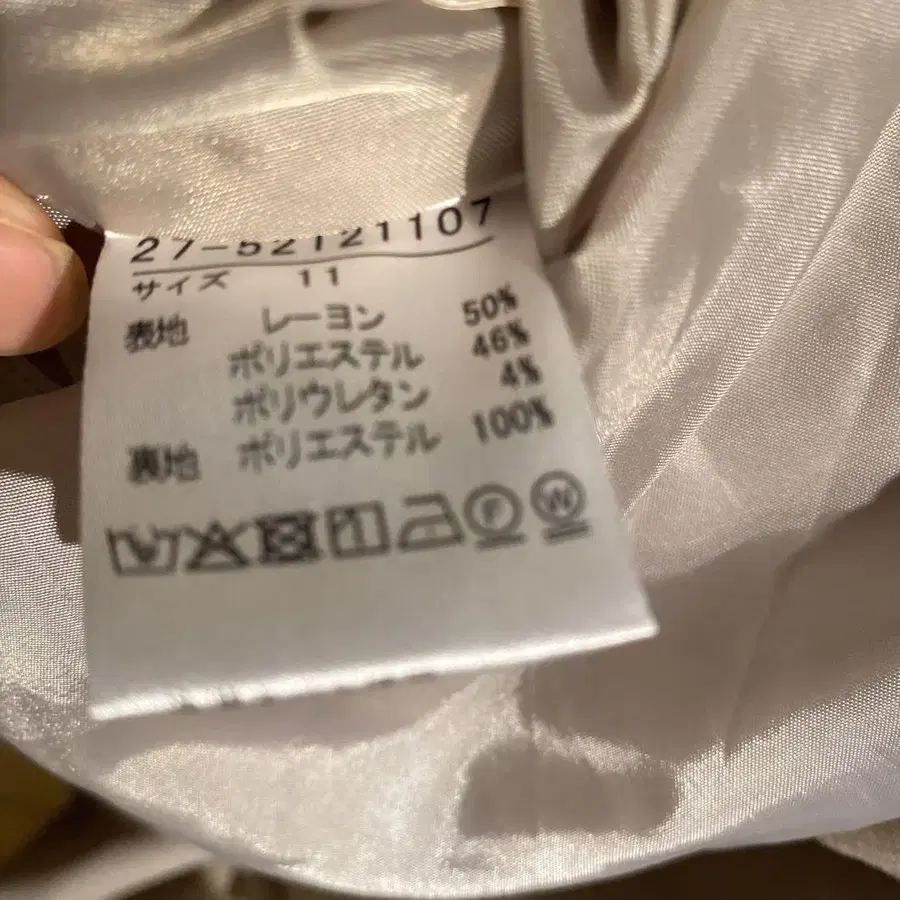 27-52121107
サイズ 11
表地 レーヨン 50%
ポリエステル 46%
ポリウレタン 4%
裏地 ポリエステル 100%
F W